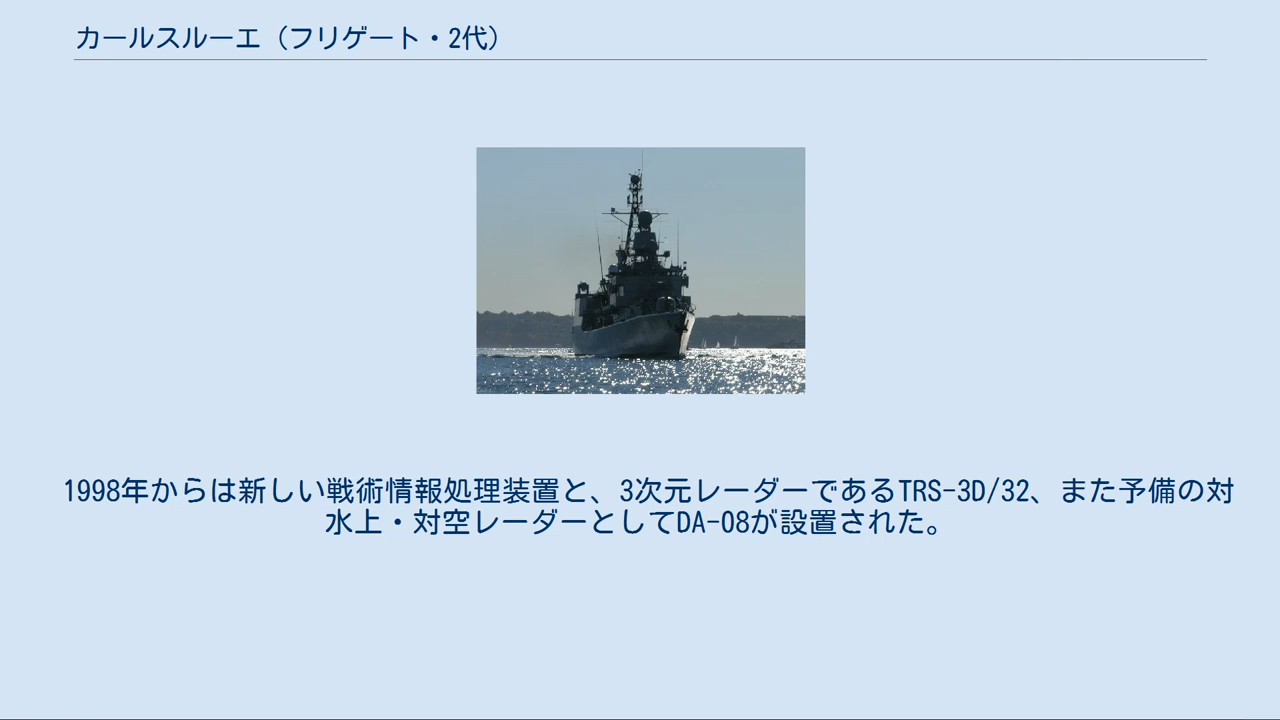 カールスルーエ（フリゲート・2代）
1998年からは新しい戦術情報処理装置と、3次元レーダーであるTRS-3D/32、また予備の対
水上・対空レーダーとしてDA-08が設置された。